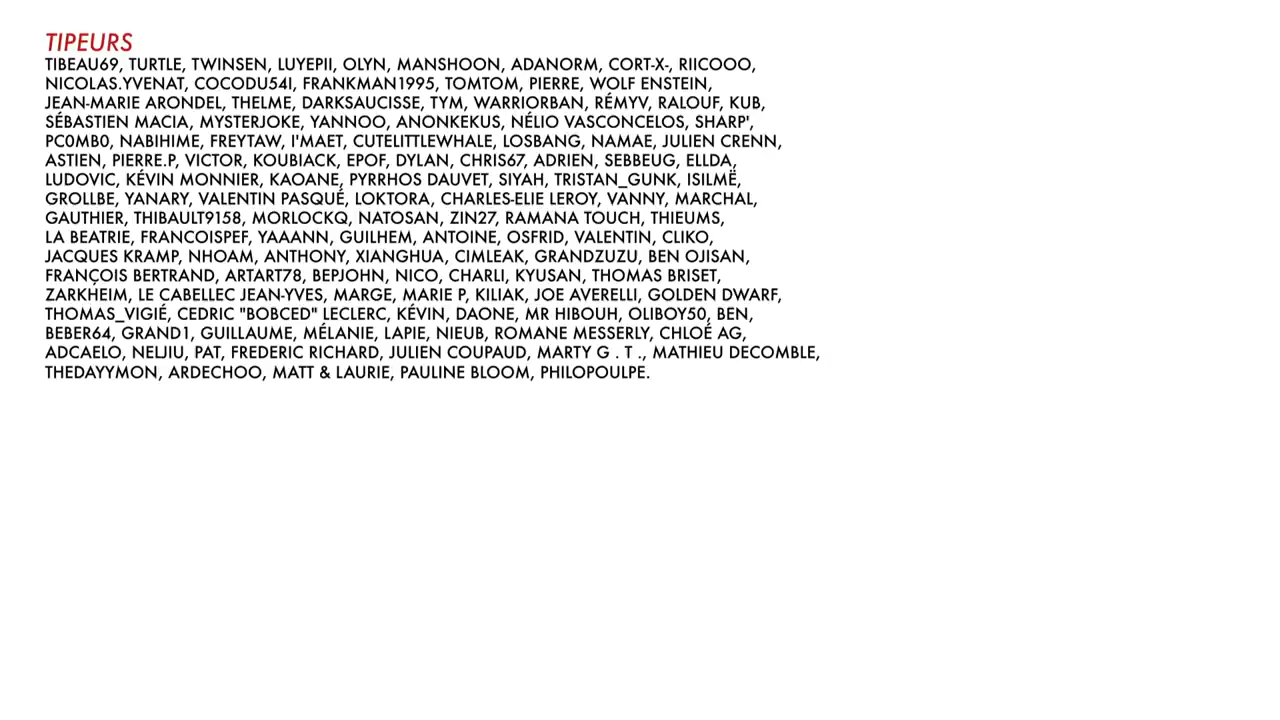 TIPEURS
TIBEAU69, TURTLE, TWINSEN, LUYEPII, OLYN, MANSHOON, ADANORM, CORT-X-, RIICOOO,
NICOLAS.YVENAT, COCODU54I, FRANKMAN1995, TOMTOM, PIERRE, WOLF ENSTEIN,
JEAN-MARIE ARONDEL, THELME, DARKSAUCISSE, TYM, WARRIORBAN, RÉMYV, RALOUF, KUB,
SÉBASTIEN MACIA, MYSTERJOKE, YANNOO, ANONKEKUS, NÉLIO VASCONCELOS, SHARP',
PC0MB0, NABIHIME, FREYTAW, I'MAET, CUTELITTLEWHALE, LOSBANG, NAMAE, JULIEN CRENN,
ASTIEN, PIERRE.P, VICTOR, KOUBIACK, EPOF, DYLAN, CHRIS67, ADRIEN, SEBBEUG, ELLDA,
LUDOVIC, KÉVIN MONNIER, KAOANE, PYRRHOS DAUVET, SIYAH, TRISTAN_GUNK, ISILMË,
GROLLBE, YANARY, VALENTIN PASQUÉ, LOKTORA, CHARLES-ELIE LEROY, VANNY, MARCHAL,
GAUTHIER, THIBAULT9158, MORLOCKQ, NATOSAN, ZIN27, RAMANA TOUCH, THIEUMS,
LA BEATRIE, FRANCOISPEF, YAAANN, GUILHEM, ANTOINE, OSFRID, VALENTIN, CLIKO,
JACQUES KRAMP, NHOAM, ANTHONY, XIANGHUA, CIMLEAK, GRANDZUZU, BEN OJISAN,
FRANÇOIS BERTRAND, ARTART78, BEPJOHN, NICO, CHARLI, KYUSAN, THOMAS BRISET,
ZARKHEIM, LE CABELLEC JEAN-YVES, MARGE, MARIE P, KILIAK, JOE AVERELLI, GOLDEN DWARF,
THOMAS_VIGIÉ, CEDRIC "BOBCED" LECLERC, KÉVIN, DAONE, MR HIBOUH, OLIBOY50, BEN,
BEBER64, GRAND1, GUILLAUME, MÉLANIE, LAPIE, NIEUB, ROMANE MESSERLY, CHLOÉ AG,
ADCAELO, NELJIU, PAT, FREDERIC RICHARD, JULIEN COUPAUD, MARTY G . T ., MATHIEU DECOMBLE,
THEDAYYMON, ARDECHOO, MATT & LAURIE, PAULINE BLOOM, PHILOPOULPE.